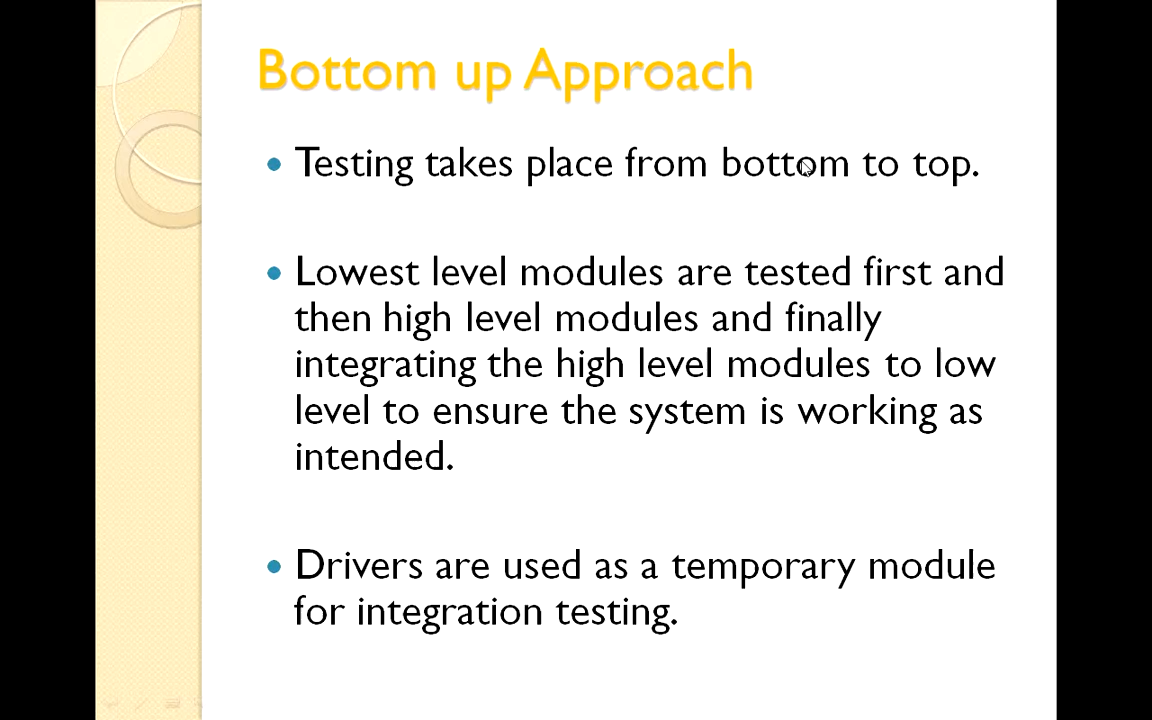 Bottom up Approach
Testing takes place from bottom to top.
Lowest level modules are tested first and
then high level modules and finally
integrating the high level modules to low
level to ensure the system is working as
intended.
Drivers are used as a temporary module
for integration testing.